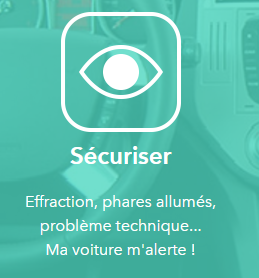 Sécuriser
Effraction, phares allumés,
problème technique...
Ma voiture m'alerte !